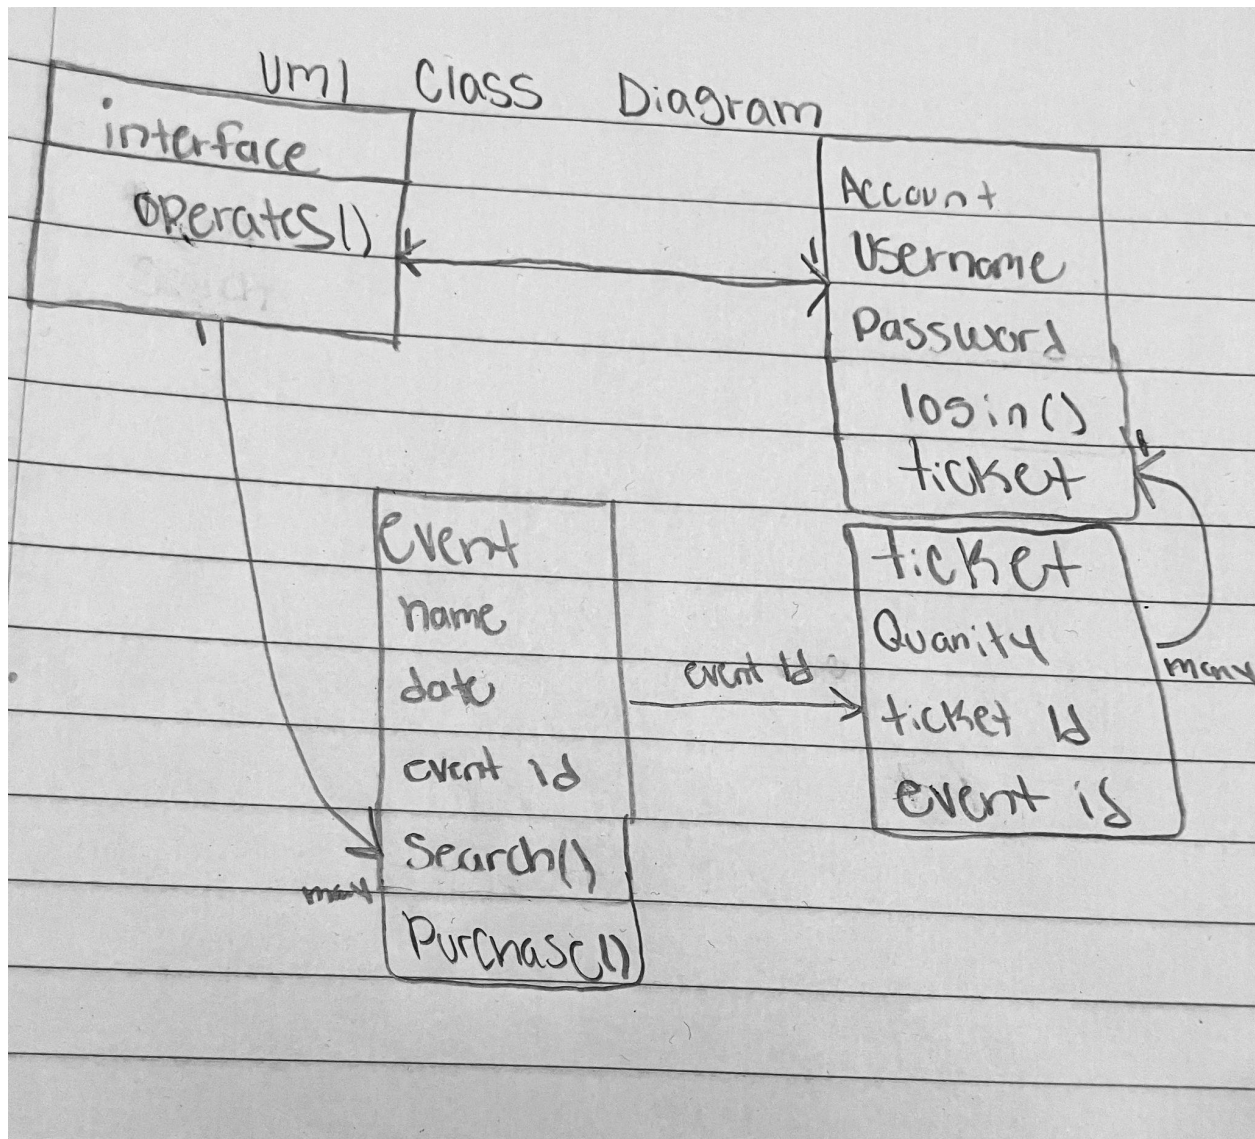 Uml Class Diagram
interface
operates()
Account
Username
Password
login()
ticket
event
name
date
event id
Search()
Purchase()
event Id
ticket
Quanity
ticket Id
event id
many
many